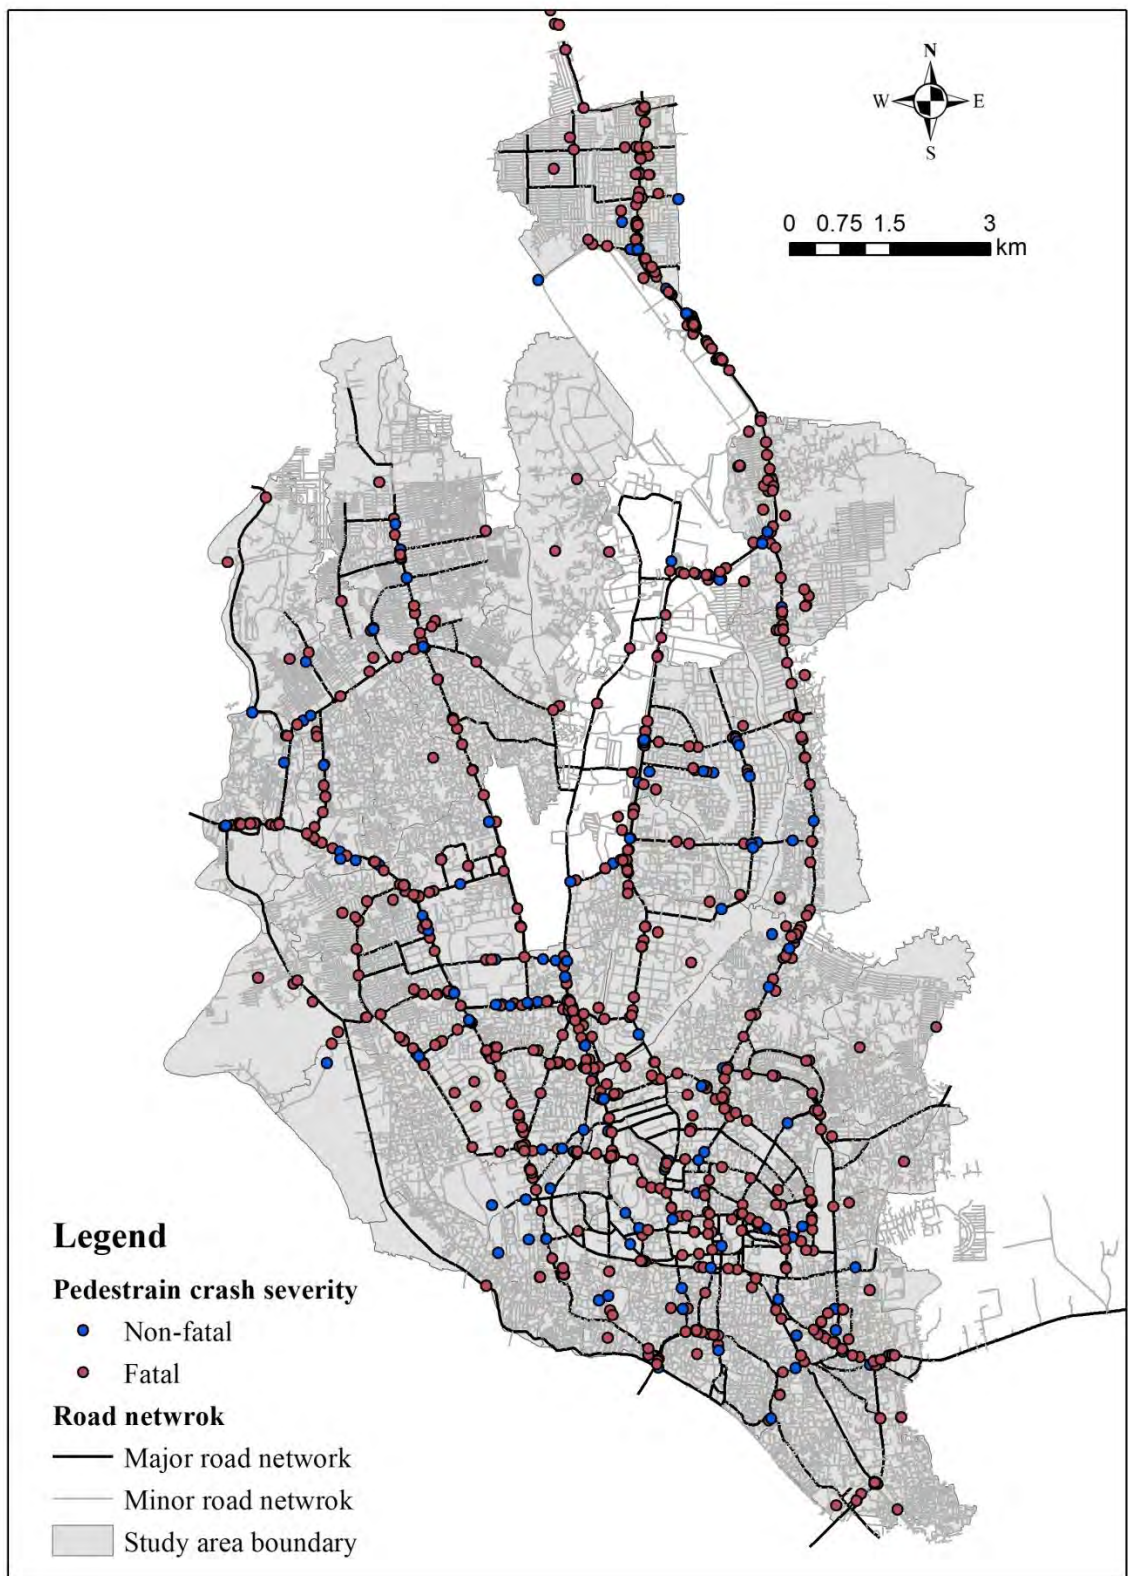 N
W E
S
0 0.75 1.5 3
km
Legend
Pedestrain crash severity
Non-fatal
Fatal
Road netwrok
Major road network
Minor road netwrok
Study area boundary